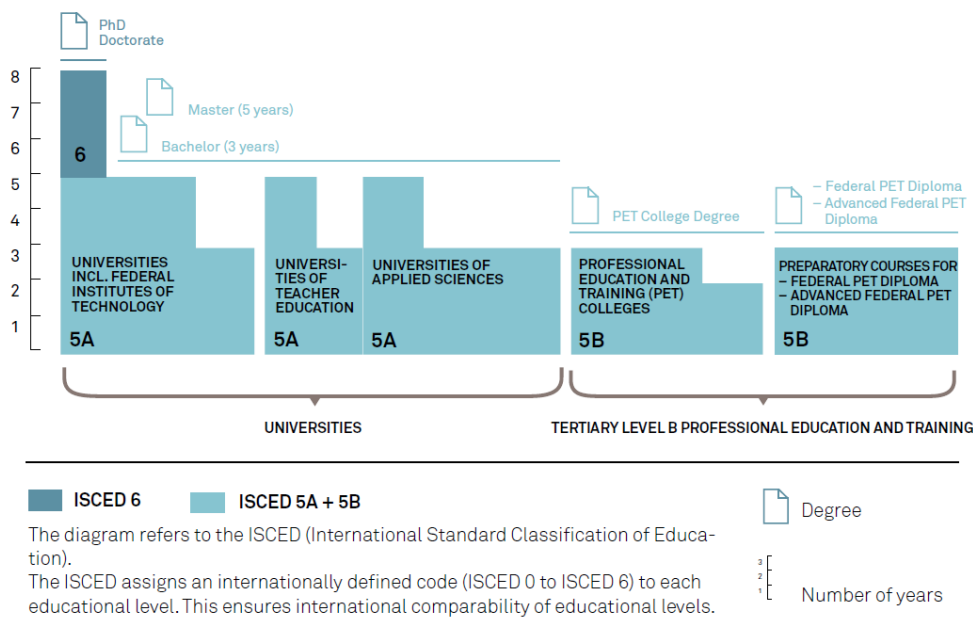 PhD
Doctorate
8
7
6
5
4
3
2
1
Master (5 years)
Bachelor (3 years)
6
PET College Degree
– Federal PET Diploma
– Advanced Federal PET
Diploma
UNIVERSITIES
INCL. FEDERAL
INSTITUTES OF
TECHNOLOGY
5A
UNIVERSI-
TIES OF
TEACHER
EDUCATION
5A
UNIVERSITIES OF
APPLIED SCIENCES
5A
PROFESSIONAL
EDUCATION AND
TRAINING (PET)
COLLEGES
5B
PREPARATORY COURSES FOR
– FEDERAL PET DIPLOMA
– ADVANCED FEDERAL PET
DIPLOMA
5B
UNIVERSITIES
TERTIARY LEVEL B PROFESSIONAL EDUCATION AND TRAINING
ISCED 6
ISCED 5A + 5B
The diagram refers to the ISCED (International Standard Classification of Educa-
tion).
The ISCED assigns an internationally defined code (ISCED 0 to ISCED 6) to each
educational level. This ensures international comparability of educational levels.
Degree
3
2
1
Number of years